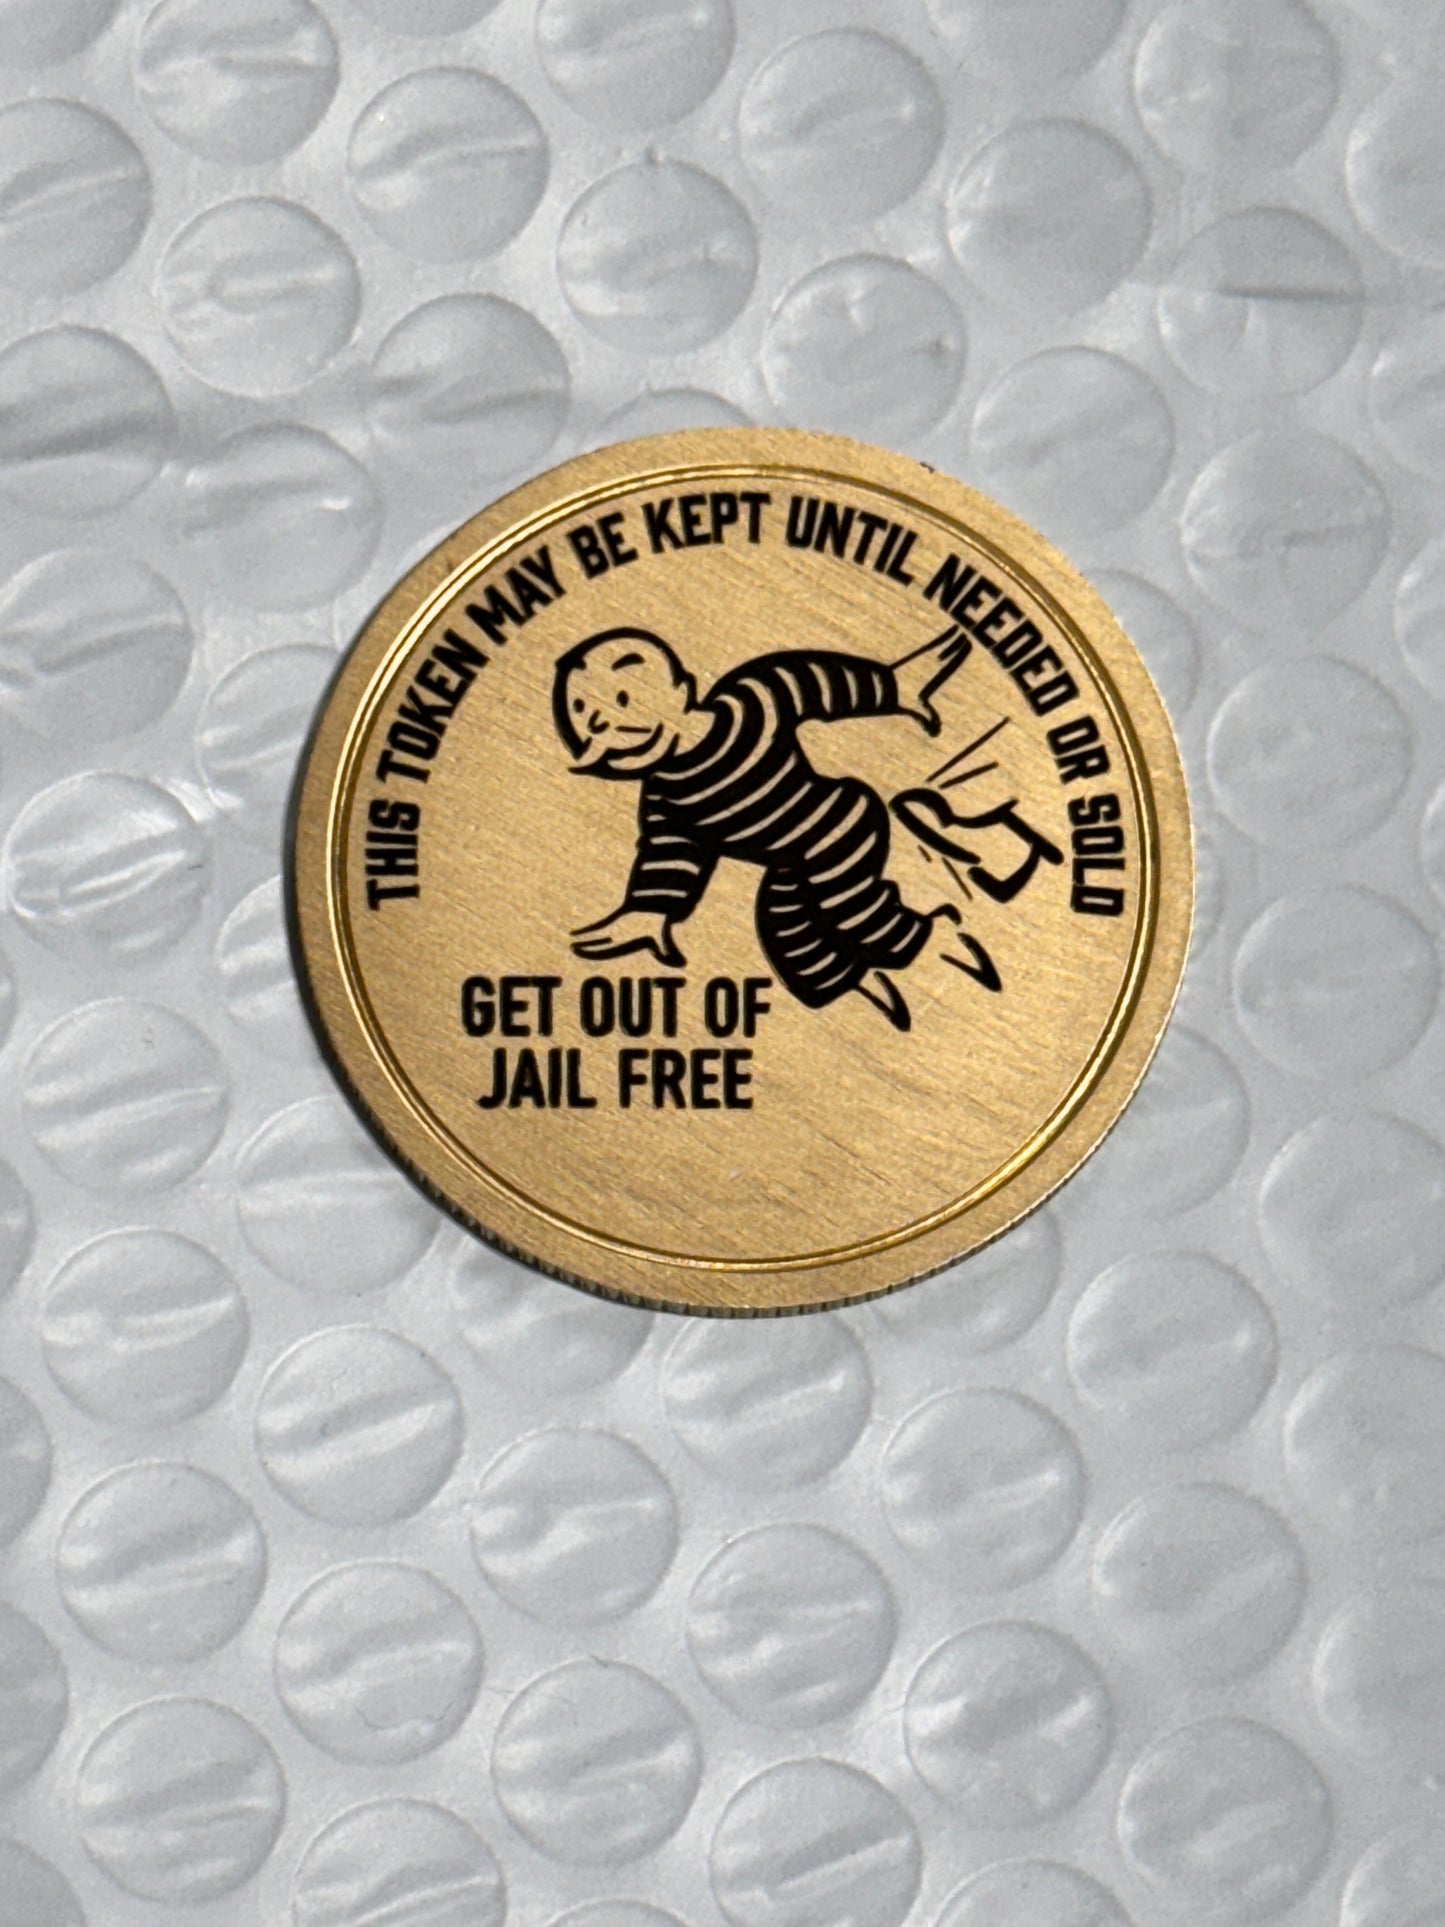 THIS TOKEN MAY BE KEPT UNTIL NEEDED OR SOLD
GET OUT OF
JAIL FREE